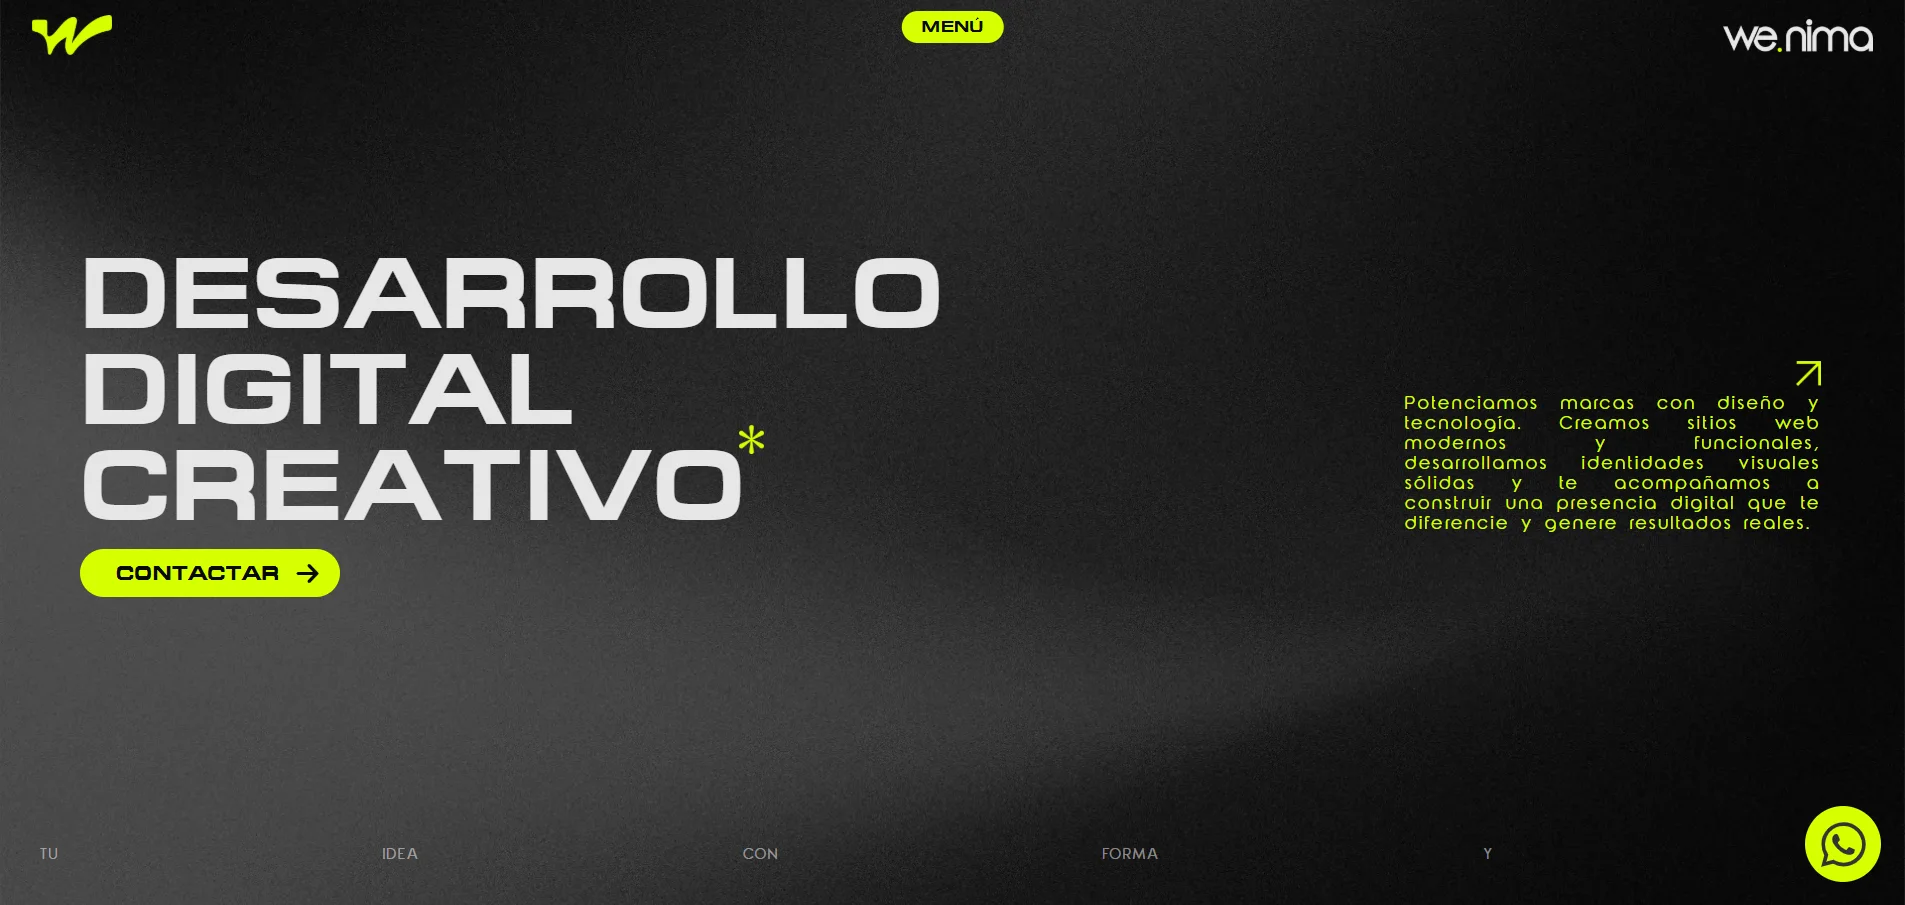 MENÚ
we.nima
DESARROLLO
DIGITAL
CREATIVO*
CONTACTAR
Potenciamos marcas con diseño y
tecnología. Creamos sitios web
modernos y funcionales,
desarrollamos identidades visuales
sólidas y te acompañamos a
construir una presencia digital que te
diferencie y genere resultados reales.
TU IDEA CON FORMA Y